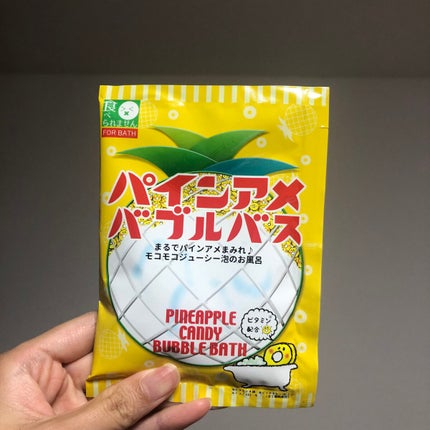 食べ
られません
FOR BATH
パインアメ
バブルバス
まるでパインアメまみれ♪
モコモコジューシー泡のお風呂
PINEAPPLE
CANDY
BUBBLE BATH
ビタミン
配合